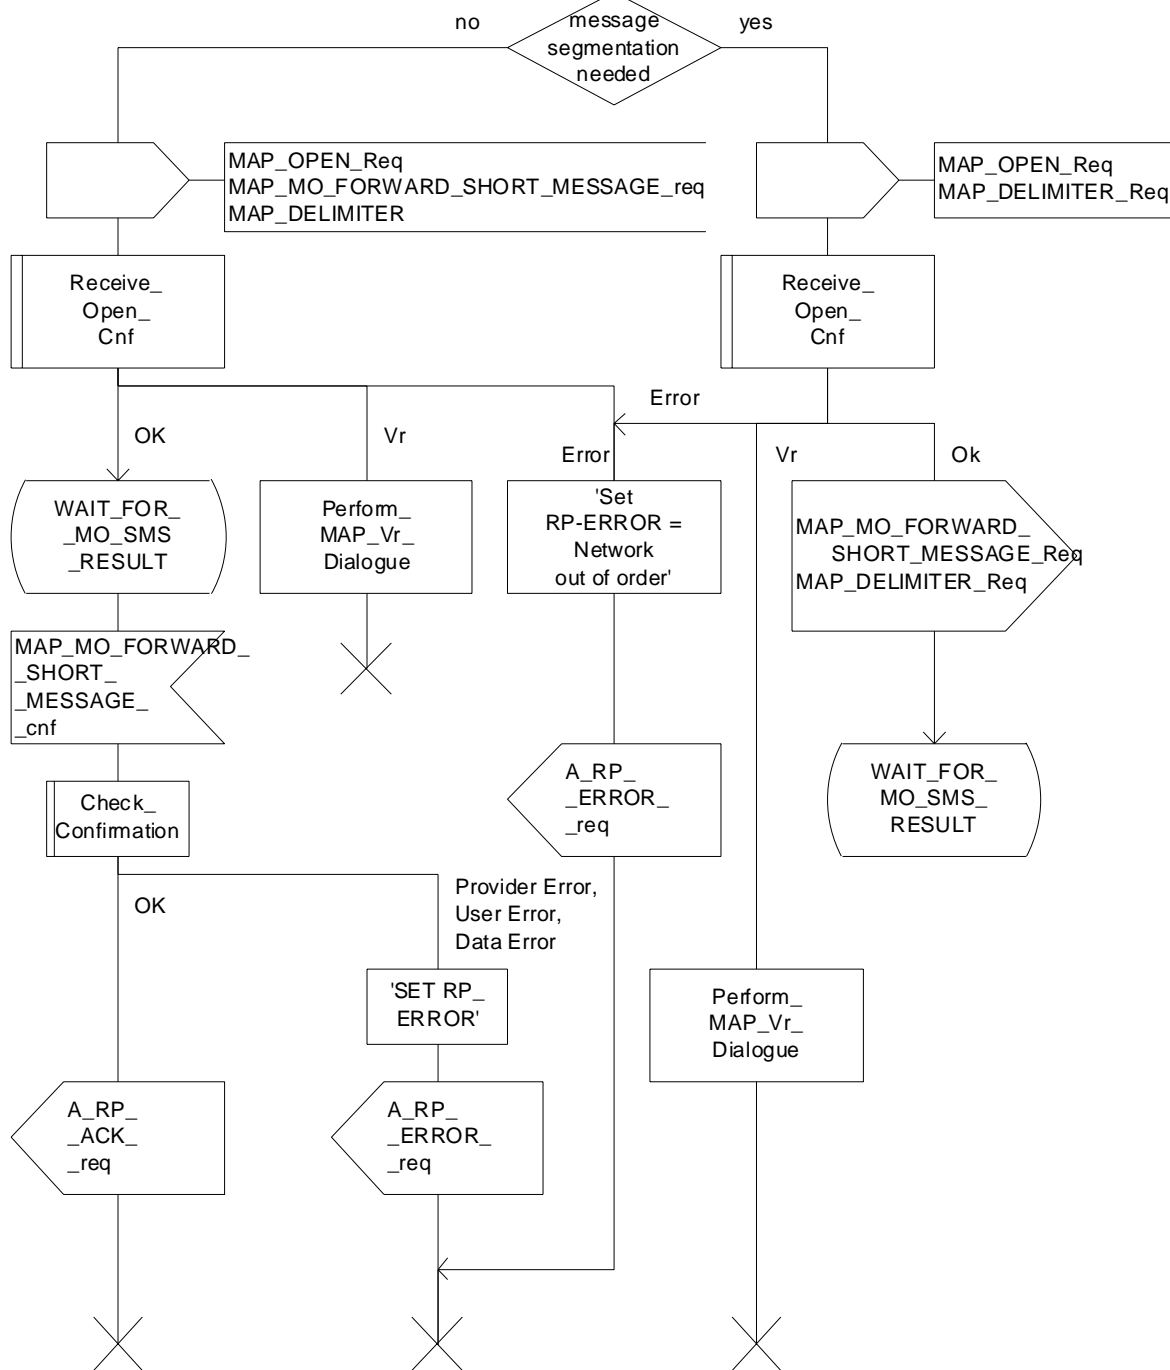 no
message
segmentation
needed
yes
MAP_OPEN_Req
MAP_MO_FORWARD_SHORT_MESSAGE_req
MAP_DELIMITER
MAP_OPEN_Req
MAP_DELIMITER_Req
Receive_
Open_
Cnf
Receive_
Open_
Cnf
Error
OK
Vr
Error
Vr
Ok
WAIT_FOR_
_MO_SMS
_RESULT
Perform_
MAP_Vr_
Dialogue
'Set
RP-ERROR =
Network
out of order'
MAP_MO_FORWARD_
SHORT_MESSAGE_Req
MAP_DELIMITER_Req
MAP_MO_FORWARD_
_SHORT_
_MESSAGE_
_cnf
A_RP_
_ERROR_
_req
WAIT_FOR_
MO_SMS_
RESULT
Check_
Confirmation
OK
Provider Error,
User Error,
Data Error
'SET RP_
ERROR'
Perform_
MAP_Vr_
Dialogue
A_RP_
_ACK_
_req
A_RP_
_ERROR_
_req